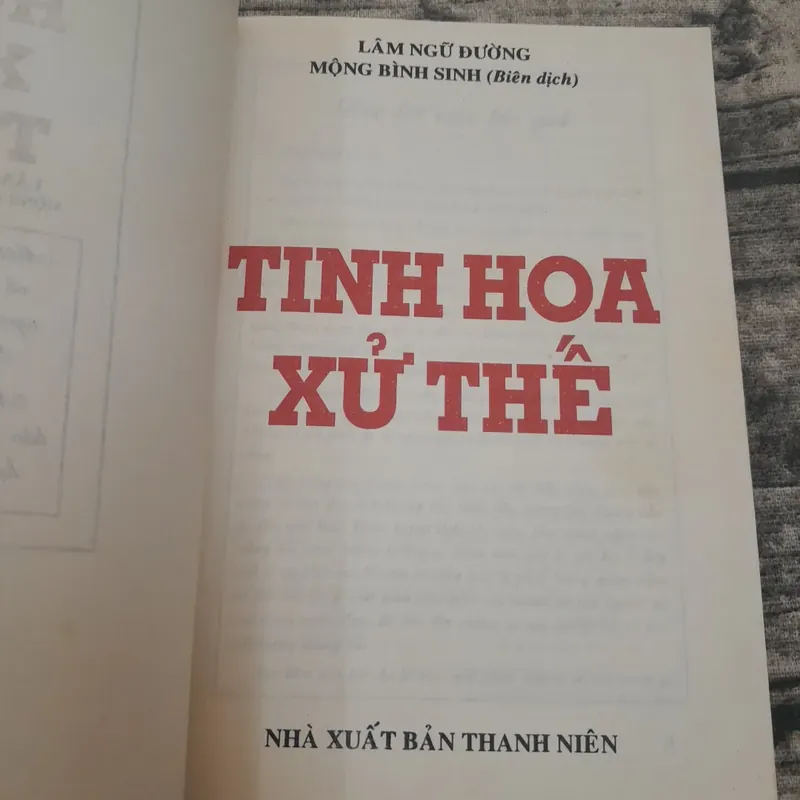 LÂM NGỮ ĐƯỜNG
MỘNG BÌNH SINH (Biên dịch)
TINH HOA
XỬ THẾ
NHÀ XUẤT BẢN THANH NIÊN